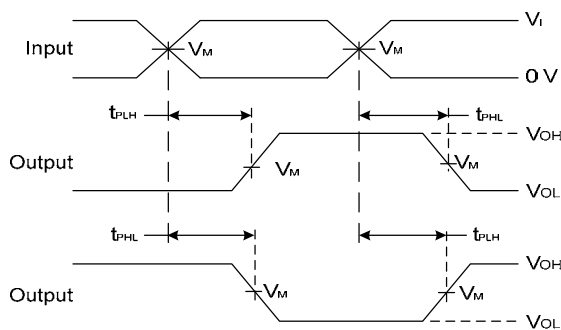 VI
Input VM VM
0 V
tPLH tPHL
VOH
Output VM VM
VOL
tPHL tPLH
VOH
Output VM VM
VOL